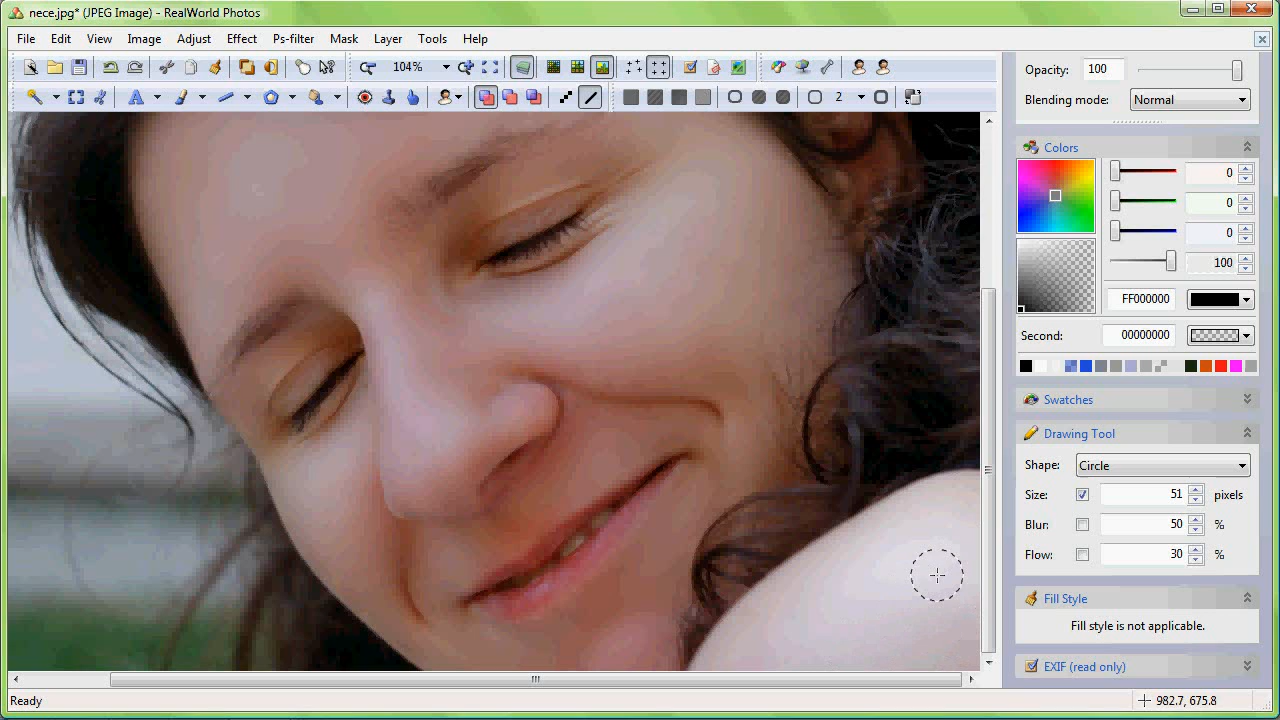 nece.jpg* (JPEG Image) - RealWorld Photos
File Edit View Image Adjust Effect Ps-filter Mask Layer Tools Help
104%
2
Opacity: 100
Blending mode: Normal
Colors
0
0
0
100
FF000000
Second: 00000000
Swatches
Drawing Tool
Shape: Circle
Size: 51 pixels
Blur: 50 %
Flow: 30 %
Fill Style
Fill style is not applicable.
EXIF (read only)
Ready
982.7, 675.8